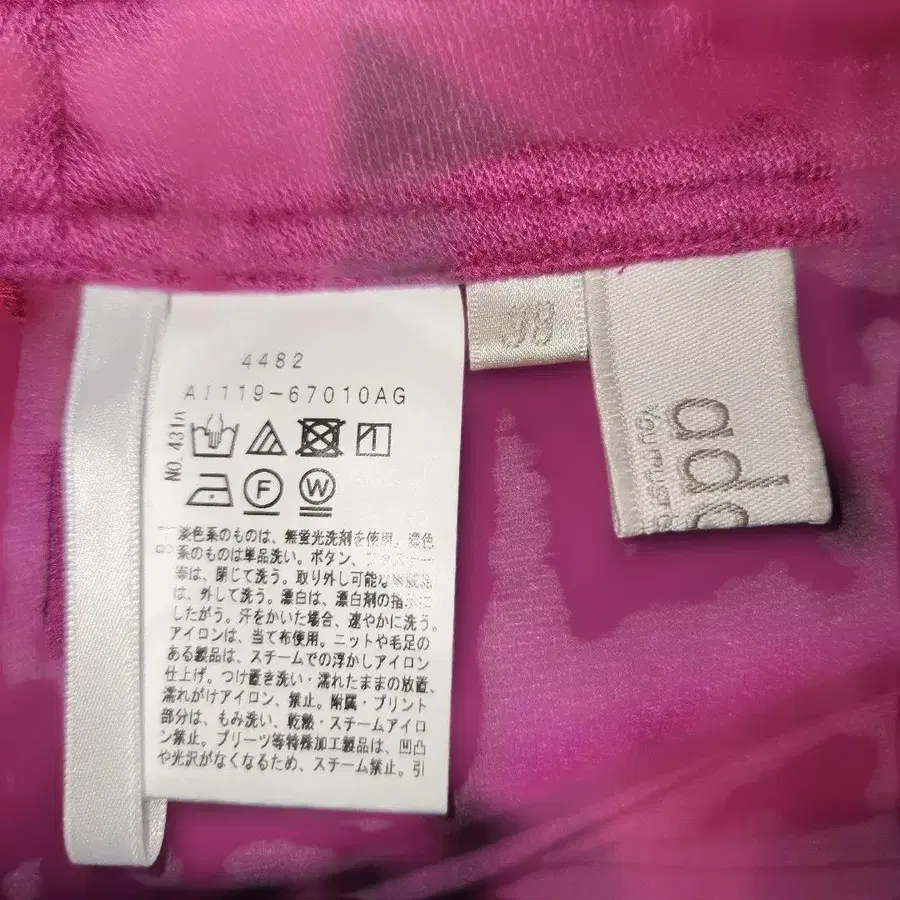 4482
AI119-67010AG
NO.431A
F
W
淡色系のものは、無蛍光洗剤を使用。濃色
系のものは単品洗い。ボタン、
等は、閉じて洗う。取り外し可能な
は、外して洗う。漂白は、漂白剤の指示に
したがう。汗をかいた場合、速やかに洗う。
アイロンは、当て布使用。ニットや毛足の
ある製品は、スチームでの浮かしアイロン
仕上げ。つけ置き洗い・濡れたままの放置、
濡れがけアイロン、禁止。附属・プリント
部分は、もみ洗い、乾熱・スチームアイロ
ン禁止。プリーツ等特殊加工製品は、凹凸
や光沢がなくなるため、スチーム禁止。引
38
ado
You MUST